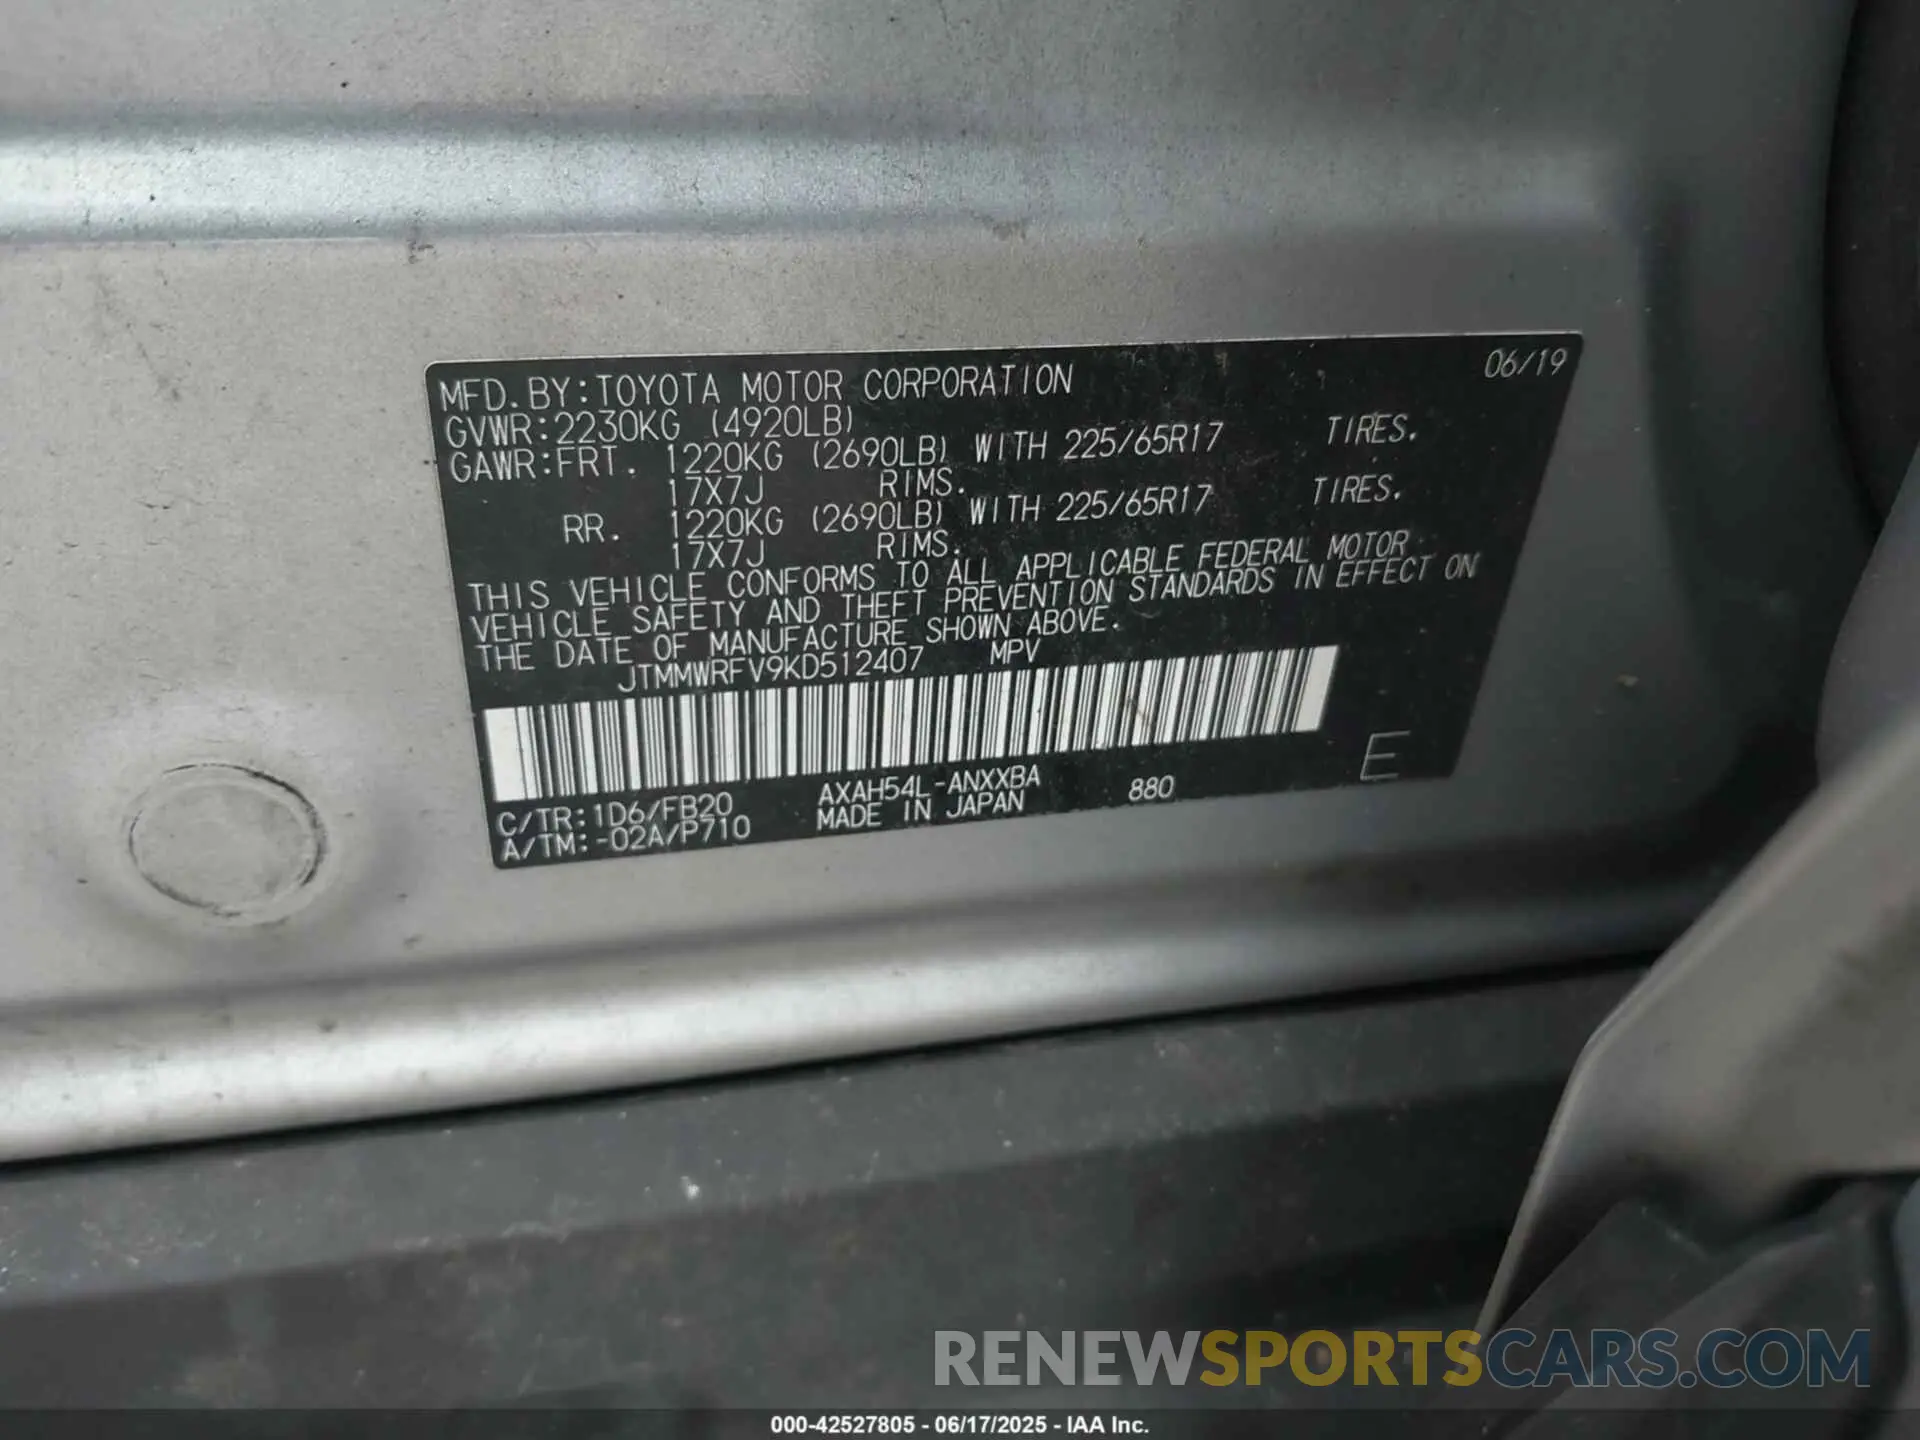 06/19
MFD. BY: TOYOTA MOTOR CORPORATION
GVWR: 2230KG (4920LB)
GAWR: FRT. 1220KG (2690LB) WITH 225/65R17 TIRES.
17X7J RIMS.
RR. 1220KG (2690LB) WITH 225/65R17 TIRES.
17X7J RIMS.
THIS VEHICLE CONFORMS TO ALL APPLICABLE FEDERAL MOTOR
VEHICLE SAFETY AND THEFT PREVENTION STANDARDS IN EFFECT ON
THE DATE OF MANUFACTURE SHOWN ABOVE.
JTMMWRFV9KD512407 MPV
C/TR: 1D6/FB20 AXAH54L-ANXXBA 880 E
A/TM: -02A/P710 MADE IN JAPAN
RENEWSPORTSCARS.COM
000-42527805 - 06/17/2025 - IAA Inc.